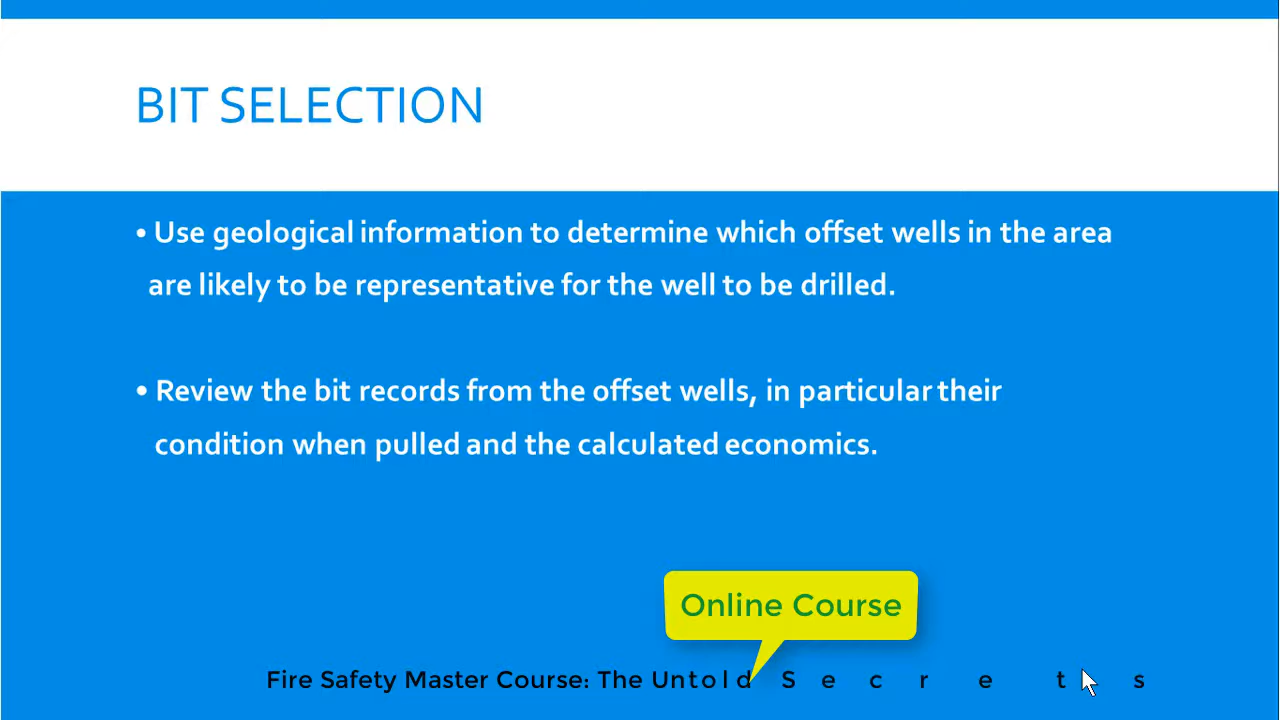 BIT SELECTION
• Use geological information to determine which offset wells in the area
are likely to be representative for the well to be drilled.
• Review the bit records from the offset wells, in particular their
condition when pulled and the calculated economics.
Online Course
Fire Safety Master Course: The Untold Secrets